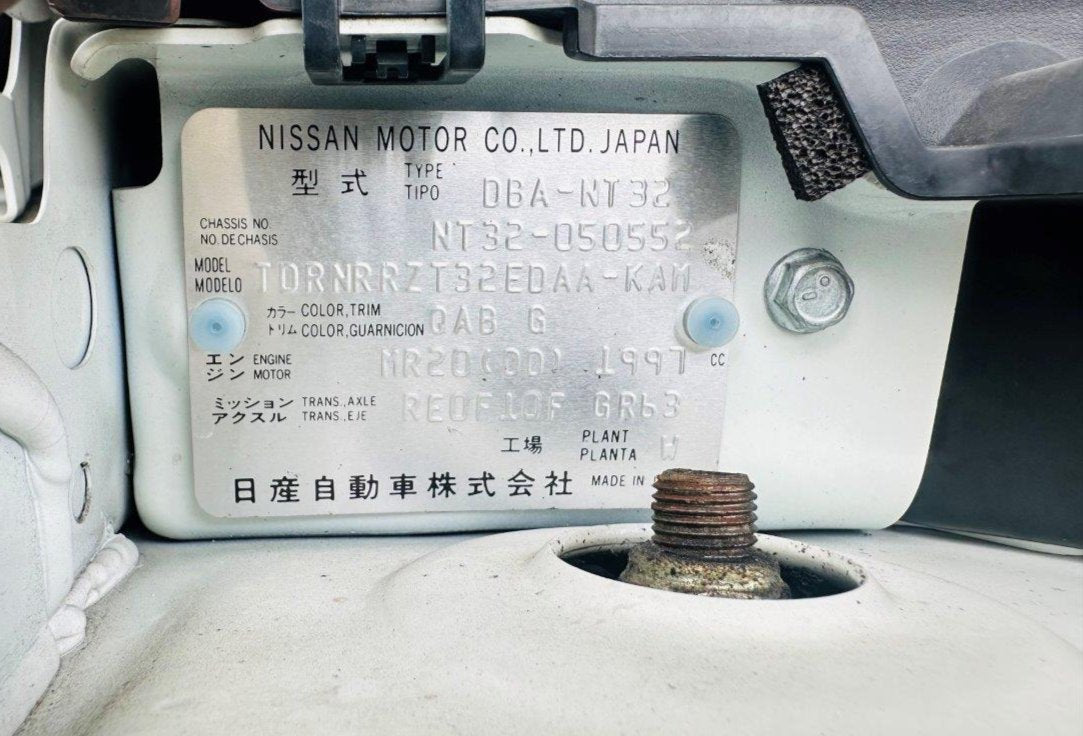 NISSAN MOTOR CO.,LTD. JAPAN
型式 TYPE TIPO DBA-NT32
CHASSIS NO. NO.DECHASIS NT32-050552
MODEL MODELO TDRNRRZT32EDAA-KAM
カラー COLOR,TRIM
トリム COLOR,GUARNICION QAB G
エンジン ENGINE MOTOR MR20(DD) 1997 CC
ミッション TRANS.,AXLE
アクスル TRANS.,EJE RE0F10F GR63
工場 PLANT PLANTA W
日産自動車株式会社 MADE IN